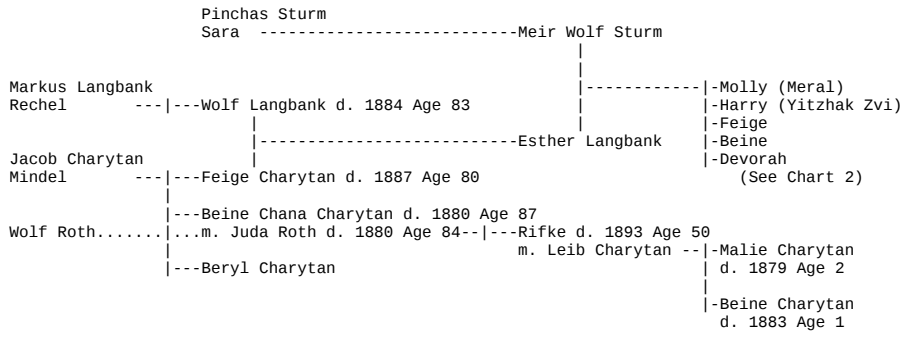 Pinchas Sturm
Sara ---------------------------Meir Wolf Sturm
|
|
Markus Langbank |------------|-Molly (Meral)
Rechel ---|---Wolf Langbank d. 1884 Age 83 | |-Harry (Yitzhak Zvi)
| | |-Feige
|---------------------------Esther Langbank |-Beine
Jacob Charytan | |-Devorah
Mindel ---|---Feige Charytan d. 1887 Age 80 (See Chart 2)
|
|---Beine Chana Charytan d. 1880 Age 87
Wolf Roth.......|...m. Juda Roth d. 1880 Age 84--|---Rifke d. 1893 Age 50
| m. Leib Charytan --|-Malie Charytan
|---Beryl Charytan | d. 1879 Age 2
|
|-Beine Charytan
d. 1883 Age 1